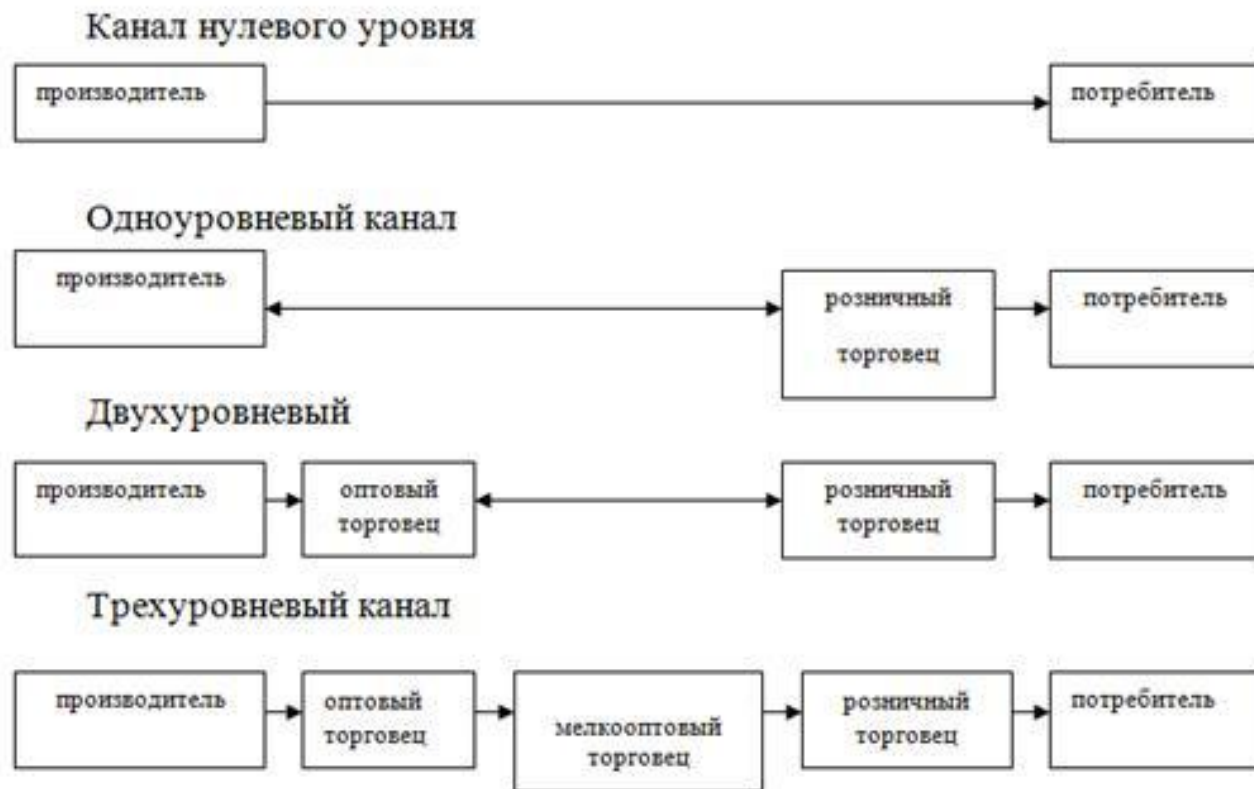 Канал нулевого уровня
производитель
потребитель
Одноуровневый канал
производитель
розничный
торговец
потребитель
Двухуровневый
производитель
оптовый
торговец
розничный
торговец
потребитель
Трехуровневый канал
производитель
оптовый
торговец
мелкооптовый
торговец
розничный
торговец
потребитель